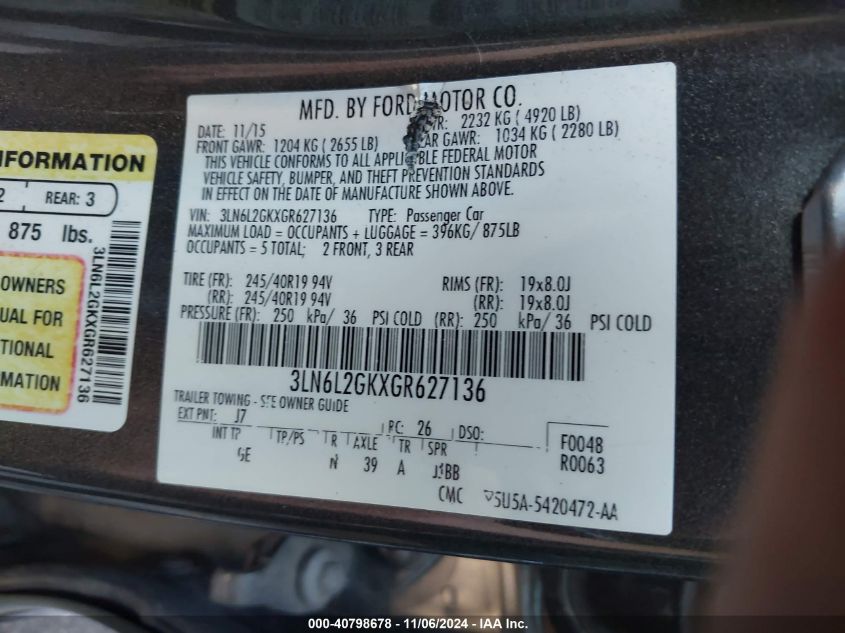 MFD. BY FORD MOTOR CO.
DATE: 11/15 2232 KG ( 4920 LB)
FRONT GAWR: 1204 KG ( 2655 LB) GAWR: 1034 KG ( 2280 LB)
THIS VEHICLE CONFORMS TO ALL APPLICABLE FEDERAL MOTOR
VEHICLE SAFETY, BUMPER, AND THEFT PREVENTION STANDARDS
IN EFFECT ON THE DATE OF MANUFACTURE SHOWN ABOVE.
VIN: 3LN6L2GKXGR627136 TYPE: Passenger Car
MAXIMUM LOAD = OCCUPANTS + LUGGAGE = 396KG/ 875LB
OCCUPANTS = 5 TOTAL; 2 FRONT, 3 REAR
TIRE (FR): 245/40R19 94V RIMS (FR): 19x8.0J
(RR): 245/40R19 94V (RR): 19x8.0J
PRESSURE (FR): 250 kPa/ 36 PSI COLD (RR): 250 kPa/ 36 PSI COLD
3LN6L2GKXGR627136
TRAILER TOWING - SEE OWNER GUIDE
EXT PNT: J7 RC: 26 DSO: F0048
INT TR TP/PS R AXLE TR SPR R0063
N 39 A
CMC 5U5A-5420472-AA
INFORMATION
2 REAR: 3
875 lbs.
OWNERS
UAL FOR
TIONAL
MATION
3LN6L2GKXGR627136
000-40798678 - 11/06/2024 - IAA Inc.